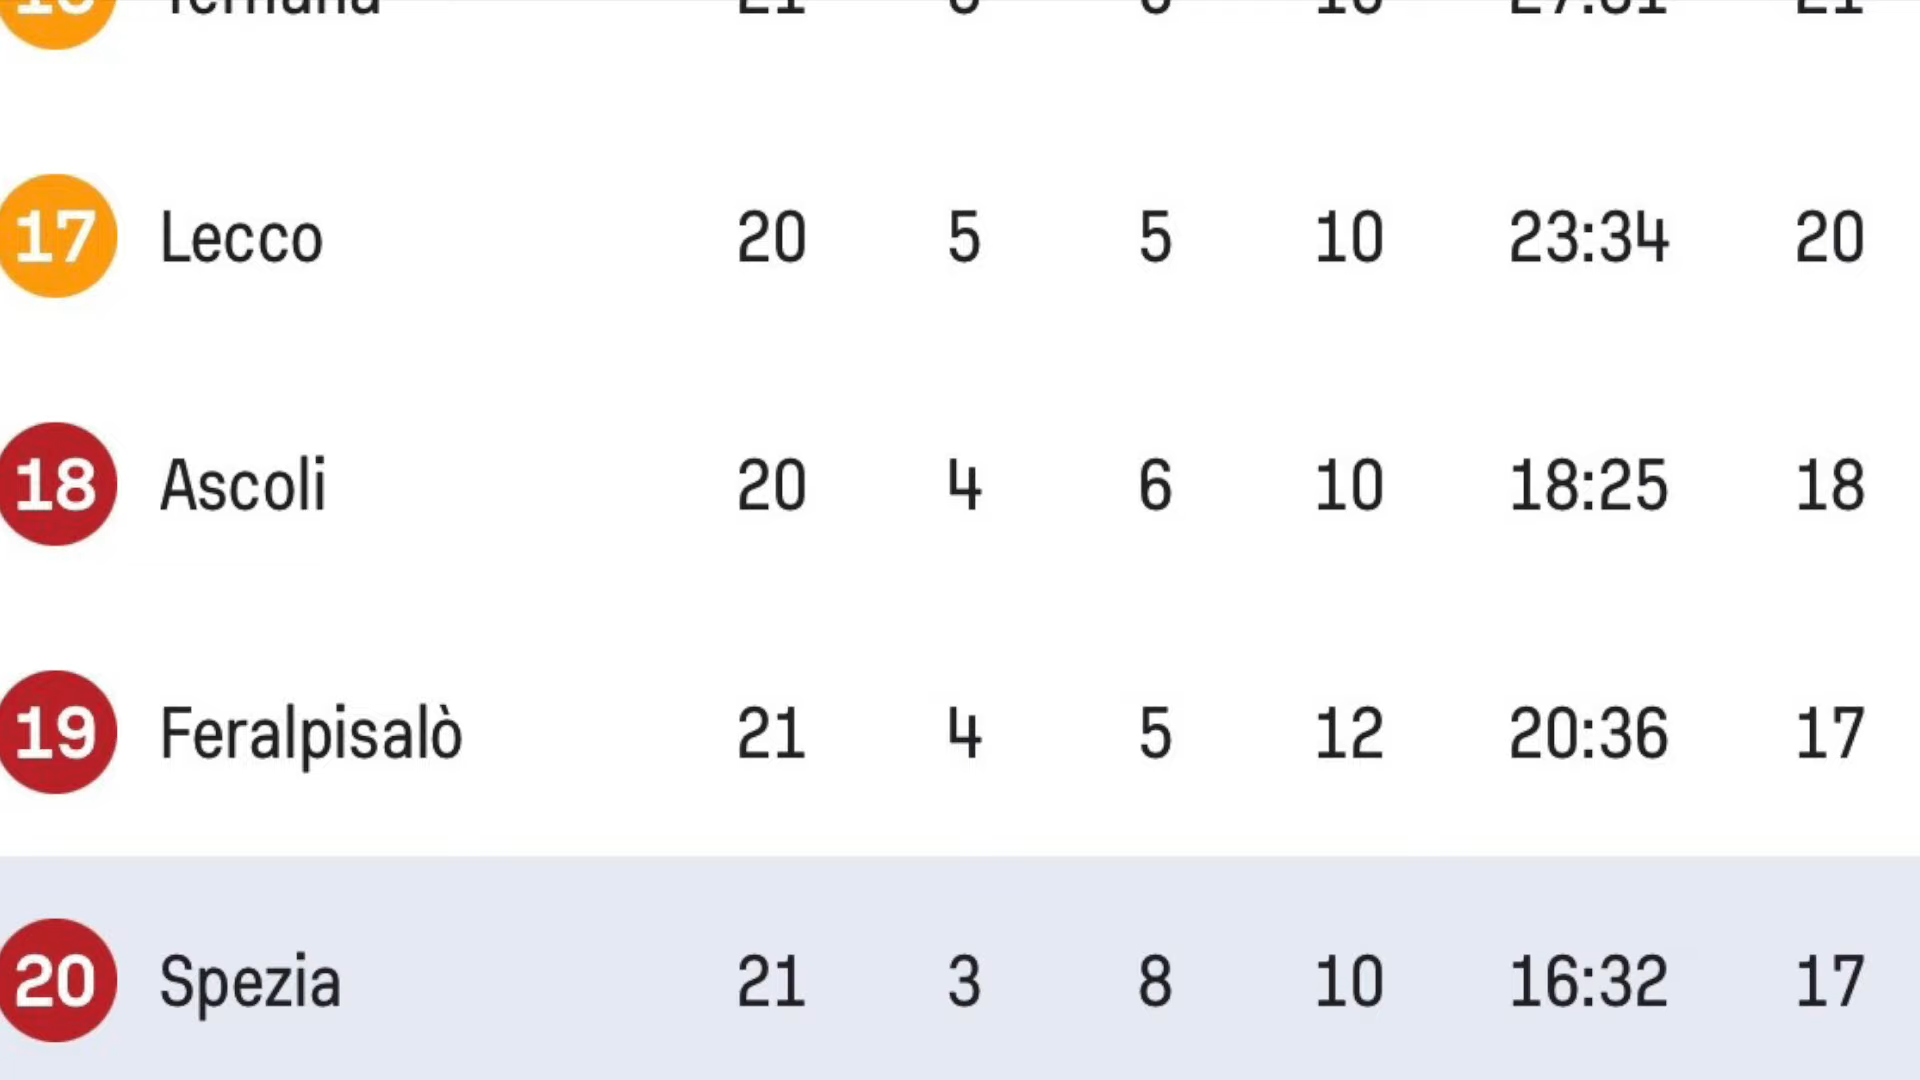 17 Lecco 20 5 5 10 23:34 20
18 Ascoli 20 4 6 10 18:25 18
19 Feralpisalò 21 4 5 12 20:36 17
20 Spezia 21 3 8 10 16:32 17